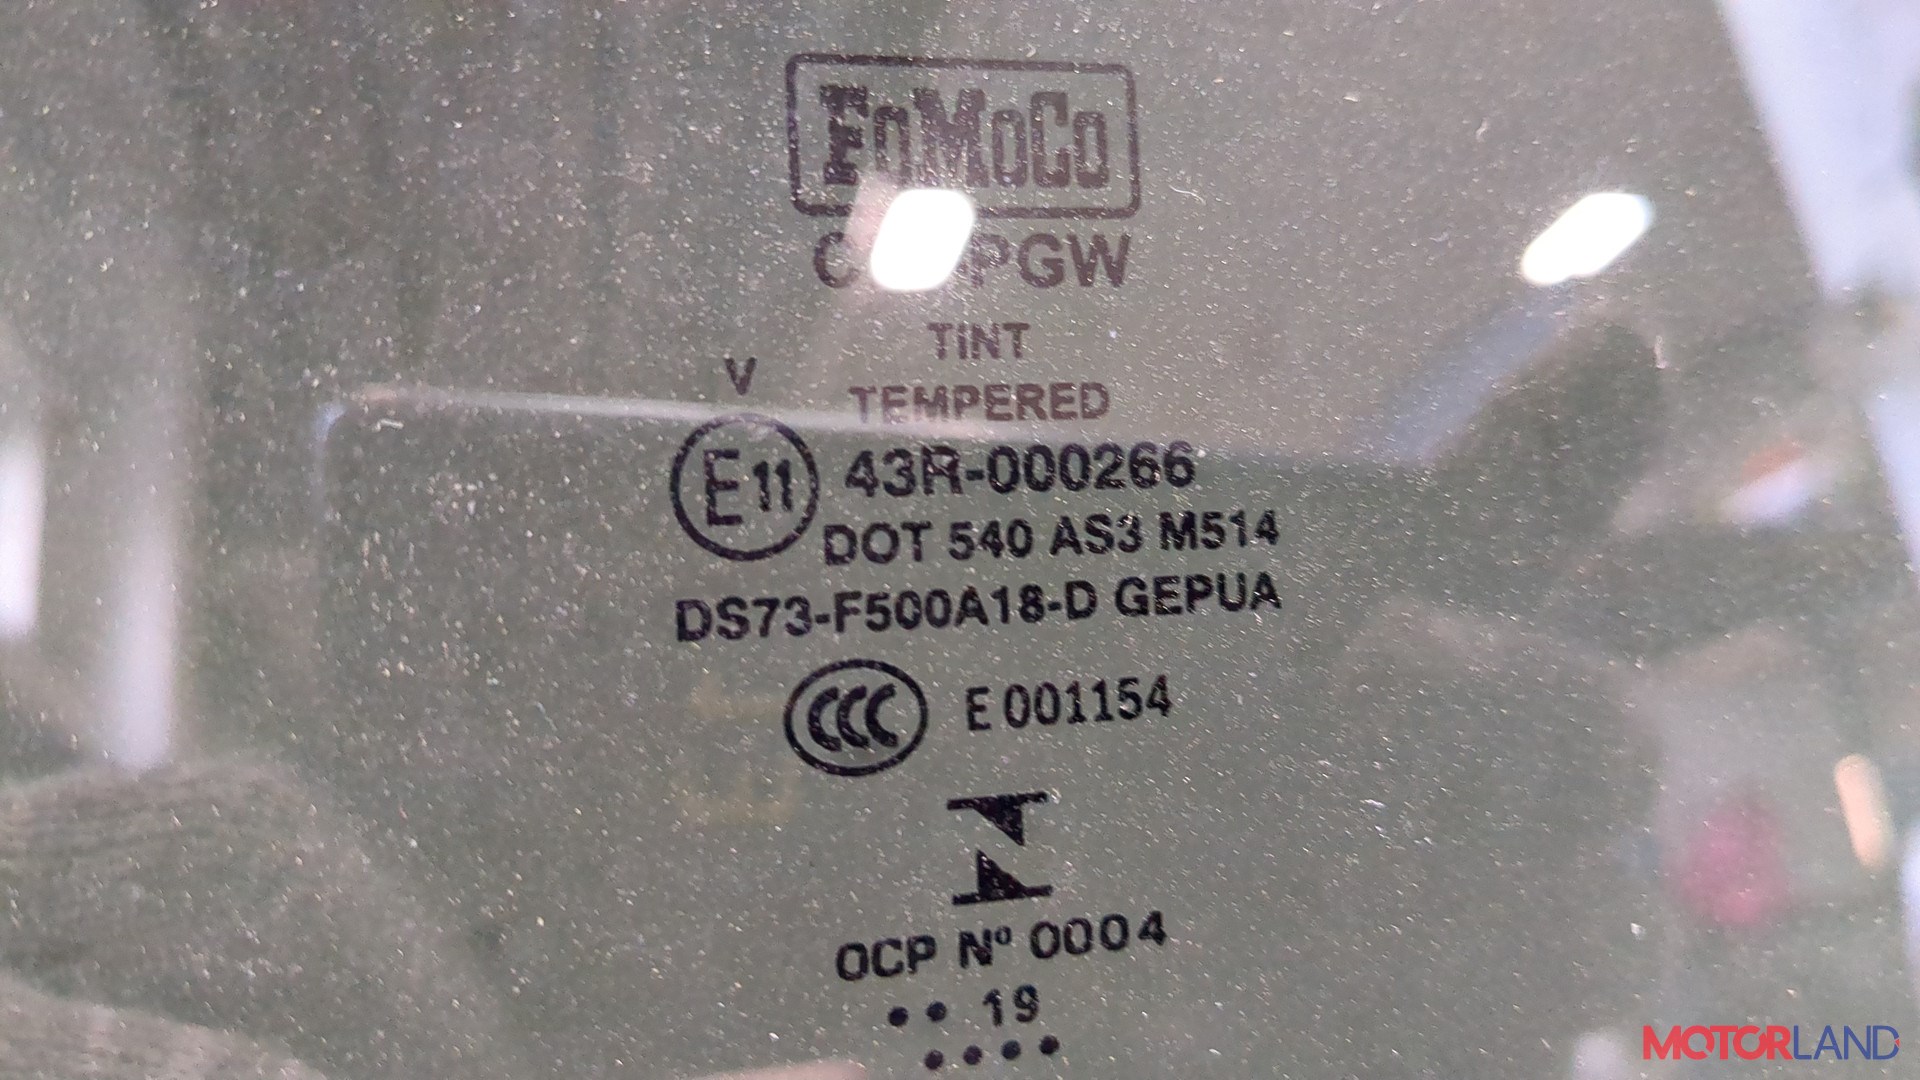 FoMoCo
PGW
TINT
V
TEMPERED
E11 43R-000266
DOT 540 AS3 M514
DS73-F500A18-D GEPUA
CCC E 001154
OCP Nº 0004
•• 19
••••
MOTORLAND